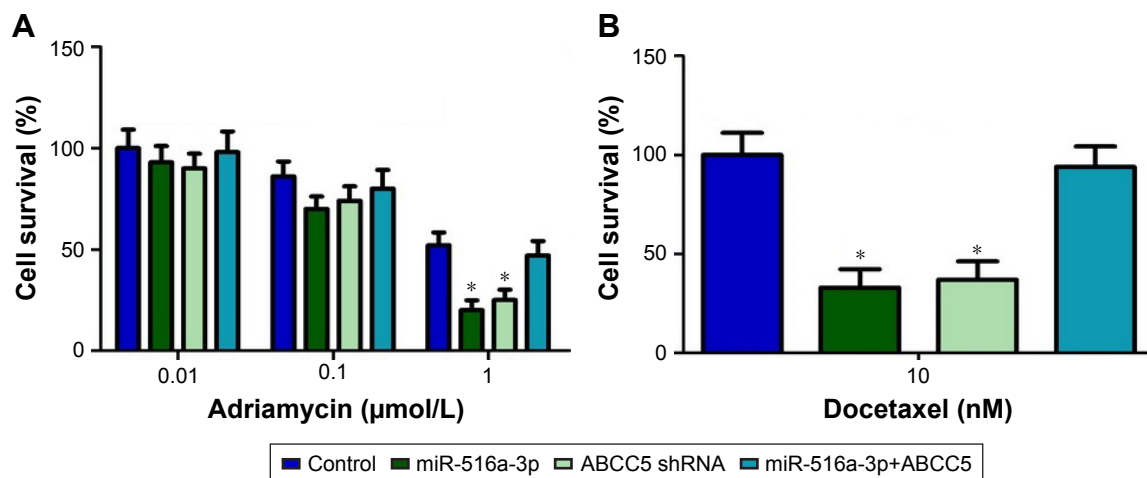 A
150
100
50
0
Cell survival (%)
* *
0.01 0.1 1
Adriamycin (µmol/L)
B
150
100
50
0
Cell survival (%)
* *
10
Docetaxel (nM)
Control miR-516a-3p ABCC5 shRNA miR-516a-3p+ABCC5